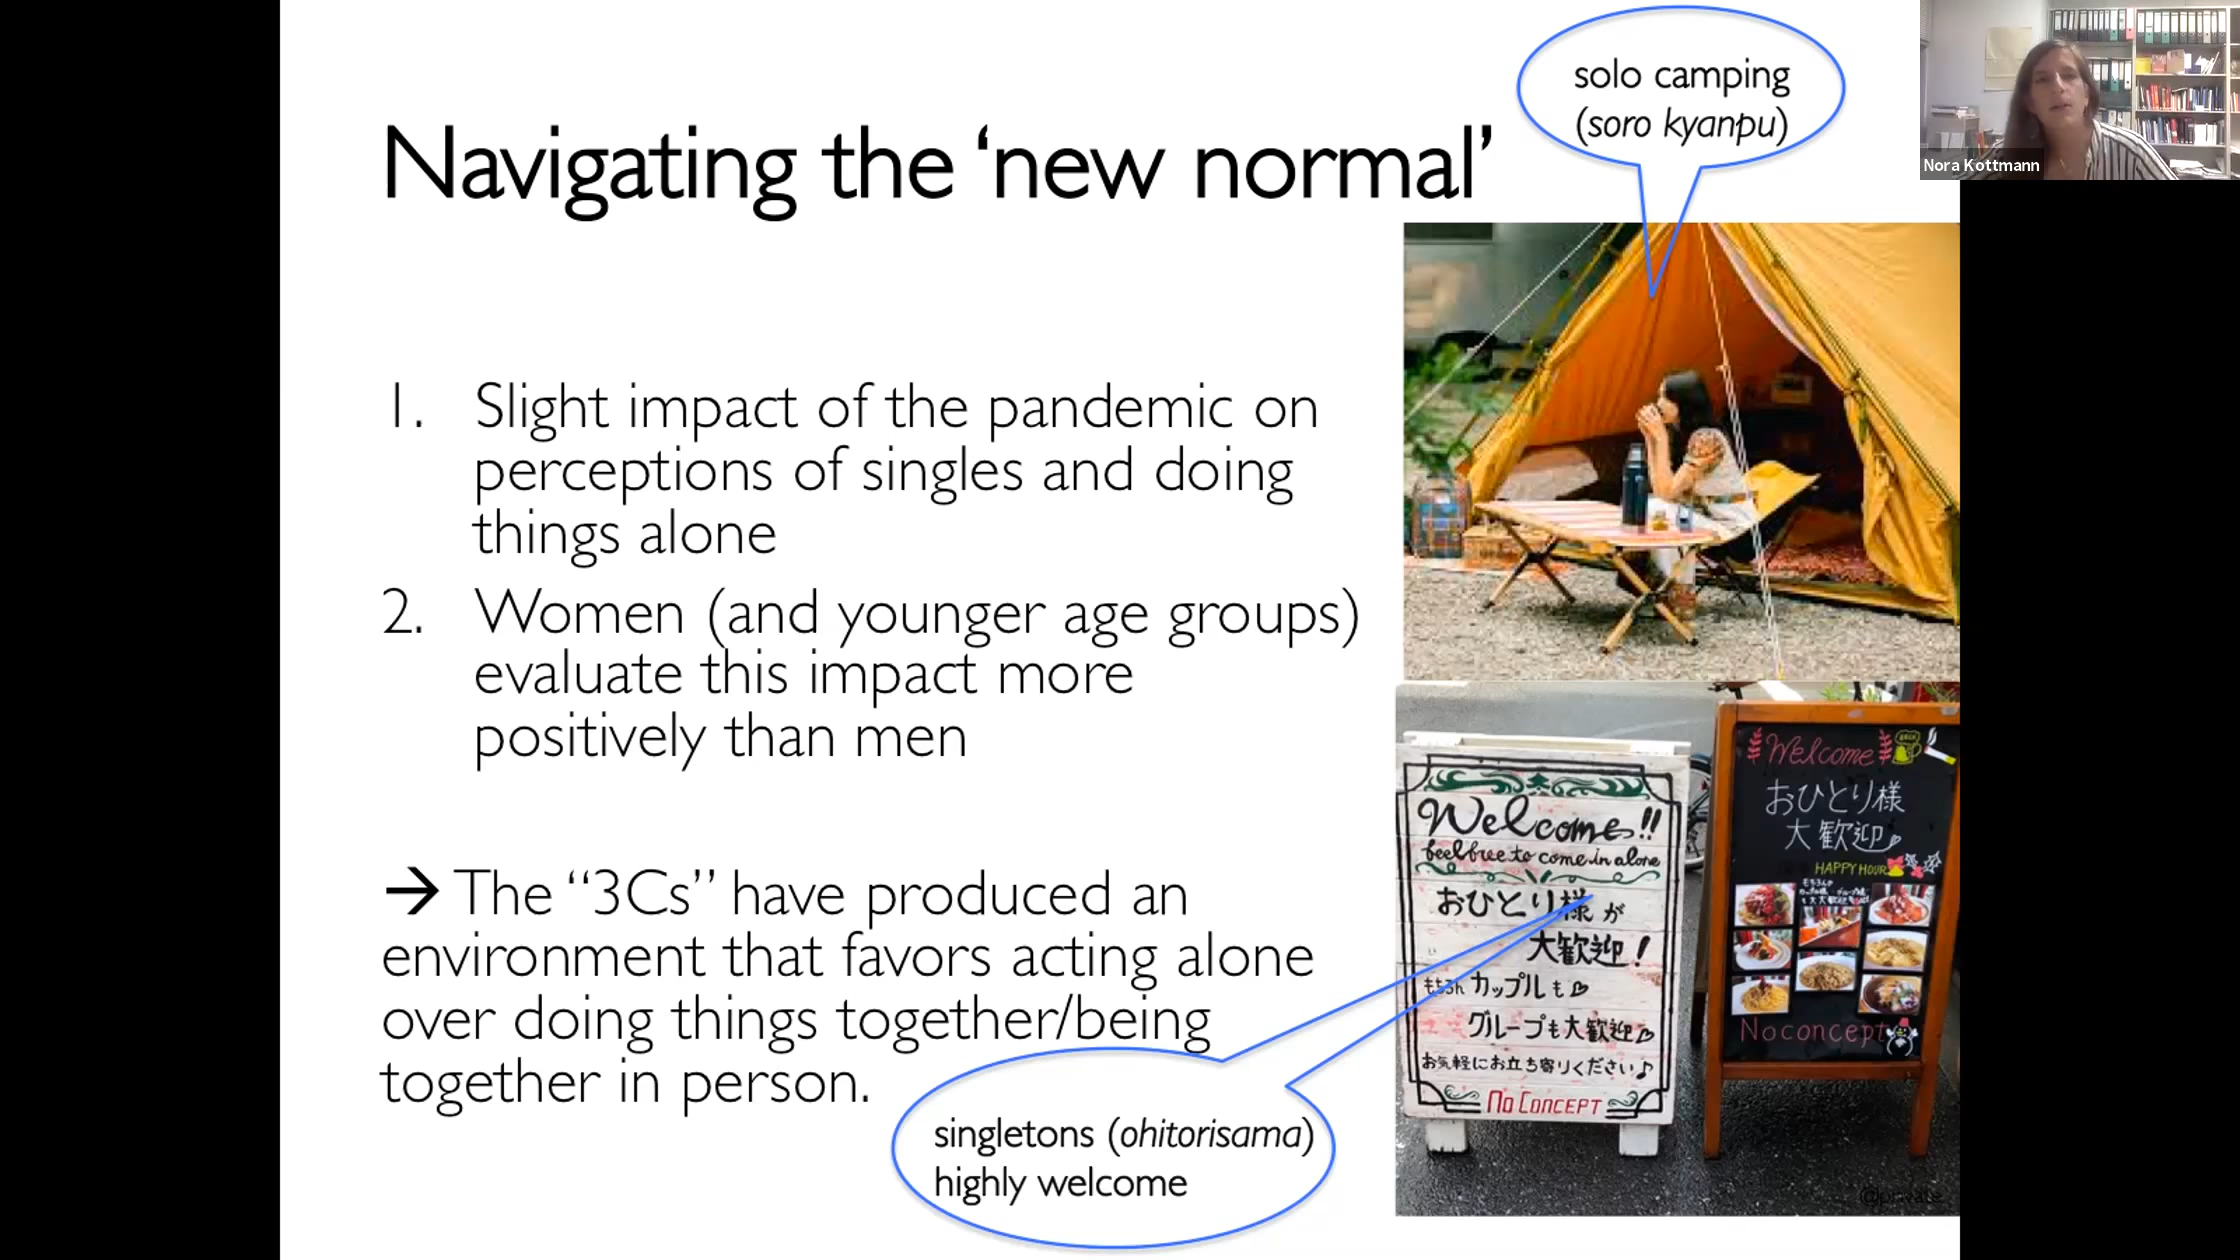 Navigating the ‘new normal’
solo camping
(soro kyanpu)
Nora Kottmann
1. Slight impact of the pandemic on
perceptions of singles and doing
things alone
2. Women (and younger age groups)
evaluate this impact more
positively than men
→ The “3Cs” have produced an
environment that favors acting alone
over doing things together/being
together in person.
singletons (ohitorisama)
highly welcome
Welcome!!
feel free to come in alone
おひとり様が
大歓迎!
もちろん カップルも
グループも大歓迎
お気軽にお立ち寄りください♪
No CONCEPT
Welcome
おひとり様
大歓迎
HAPPY HOUR
No concept
@private